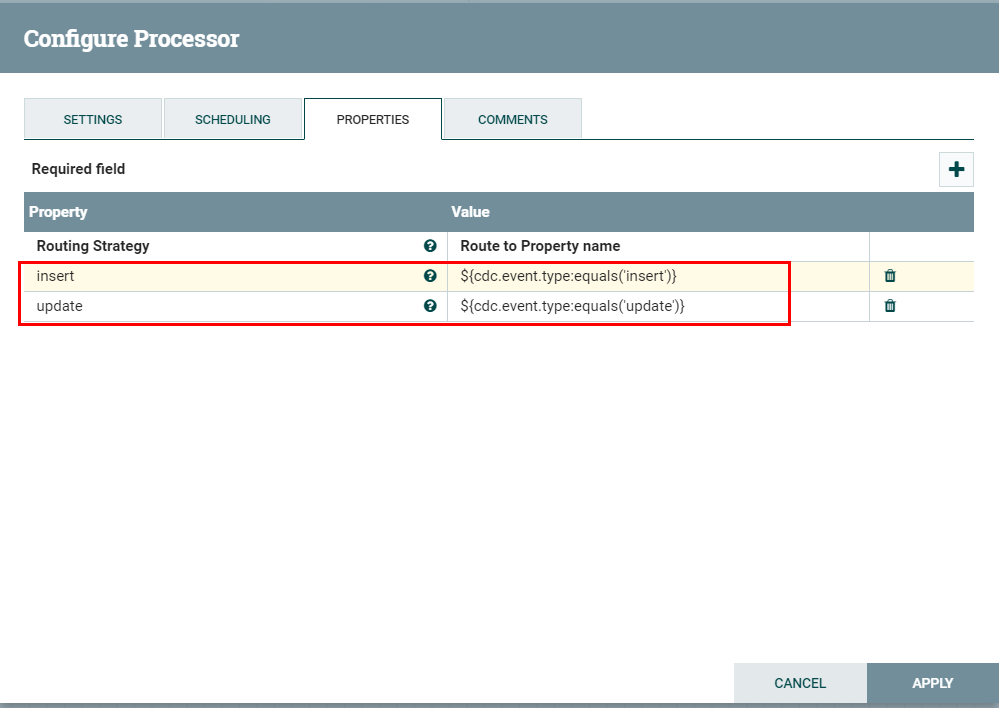 Configure Processor
SETTINGS SCHEDULING PROPERTIES COMMENTS
Required field
Property Value
Routing Strategy Route to Property name
insert ${cdc.event.type:equals('insert')}
update ${cdc.event.type:equals('update')}
CANCEL APPLY